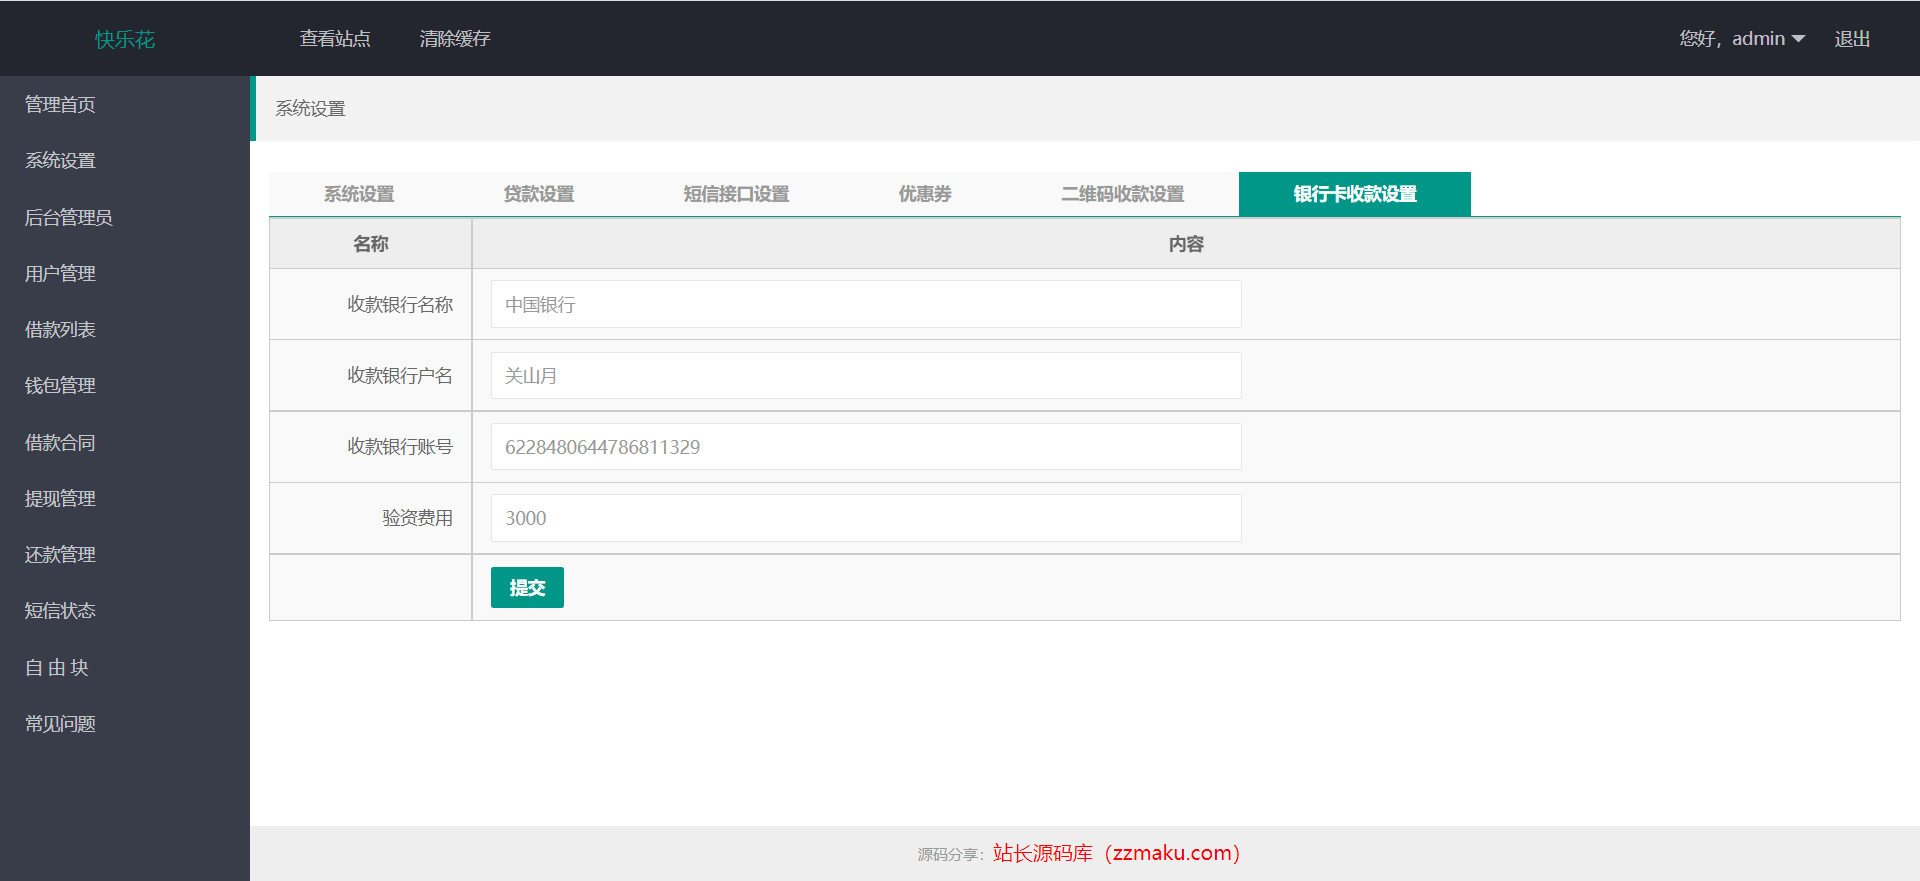 快乐花
查看站点
清除缓存
您好，admin
退出
管理首页
系统设置
后台管理员
用户管理
借款列表
钱包管理
借款合同
提现管理
还款管理
短信状态
自 由 块
常见问题
系统设置
系统设置
贷款设置
短信接口设置
优惠券
二维码收款设置
银行卡收款设置
名称
内容
收款银行名称
中国银行
收款银行户名
关山月
收款银行账号
6228480644786811329
验资费用
3000
提交
源码分享：站长源码库（zzmaku.com）